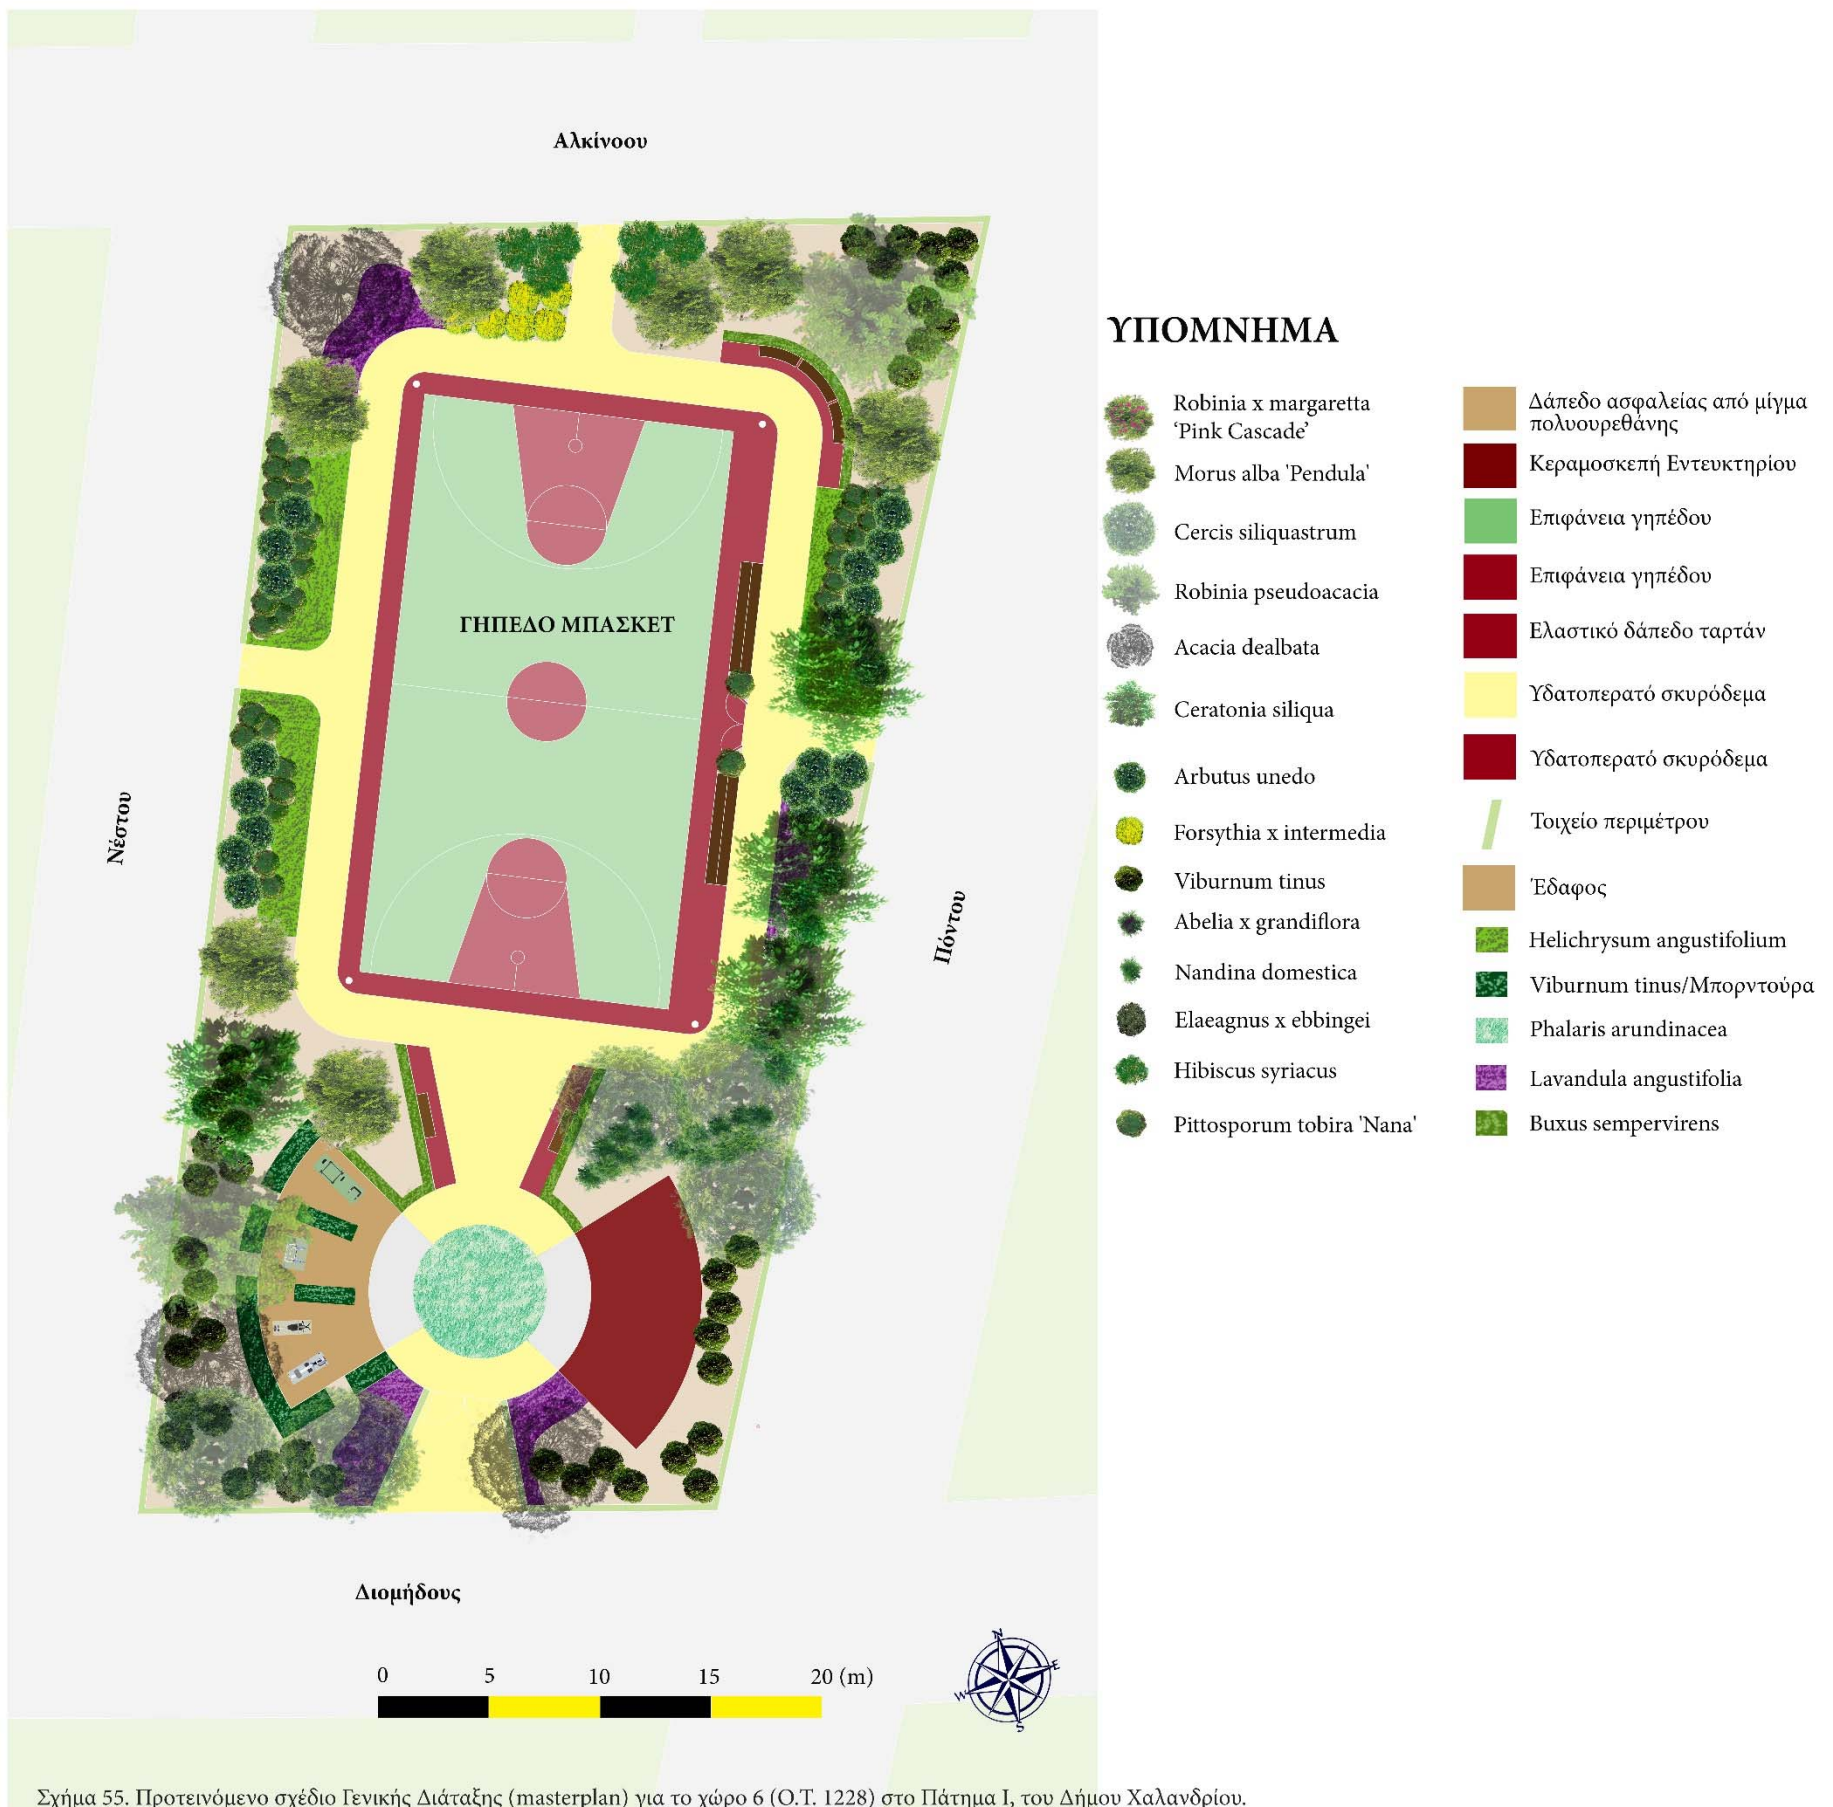 Αλκίνοου
ΓΗΠΕΔΟ ΜΠΑΣΚΕΤ
Νέστου
Πόντου
Διομήδους
0 5 10 15 20 (m)
N
E
W
S
ΥΠΟΜΝΗΜΑ
Robinia x margaretta
‘Pink Cascade’
Morus alba 'Pendula'
Cercis siliquastrum
Robinia pseudoacacia
Acacia dealbata
Ceratonia siliqua
Arbutus unedo
Forsythia x intermedia
Viburnum tinus
Abelia x grandiflora
Nandina domestica
Elaeagnus x ebbingei
Hibiscus syriacus
Pittosporum tobira 'Nana'
Δάπεδο ασφαλείας από μίγμα
πολυουρεθάνης
Κεραμοσκεπή Εντευκτηρίου
Επιφάνεια γηπέδου
Επιφάνεια γηπέδου
Ελαστικό δάπεδο ταρτάν
Υδατοπερατό σκυρόδεμα
Υδατοπερατό σκυρόδεμα
Τοιχείο περιμέτρου
Έδαφος
Helichrysum angustifolium
Viburnum tinus/Μπορντούρα
Phalaris arundinacea
Lavandula angustifolia
Buxus sempervirens
Σχήμα 55. Προτεινόμενο σχέδιο Γενικής Διάταξης (masterplan) για το χώρο 6 (Ο.Τ. 1228) στο Πάτημα Ι, του Δήμου Χαλανδρίου.